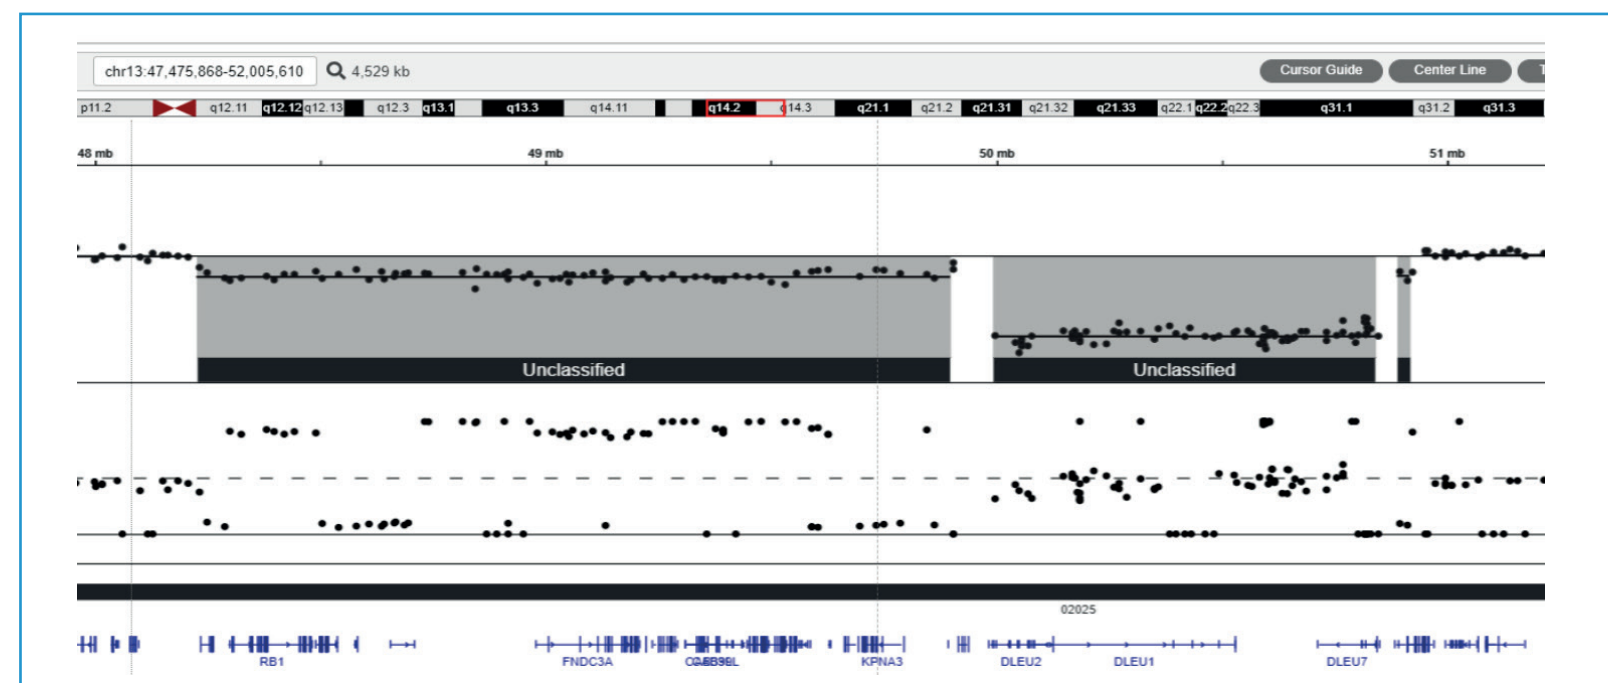 chr13:47,475,868-52,005,610 4,529 kb Cursor Guide Center Line
p11.2 q12.11 q12.12 q12.13 q12.3 q13.1 q13.3 q14.11 q14.2 q14.3 q21.1 q21.2 q21.31 q21.32 q21.33 q22.1 q22.2 q22.3 q31.1 q31.2 q31.3
48 mb 49 mb 50 mb 51 mb
Unclassified Unclassified
02025
RB1 FNDC3A KPNA3 DLEU2 DLEU1 DLEU7